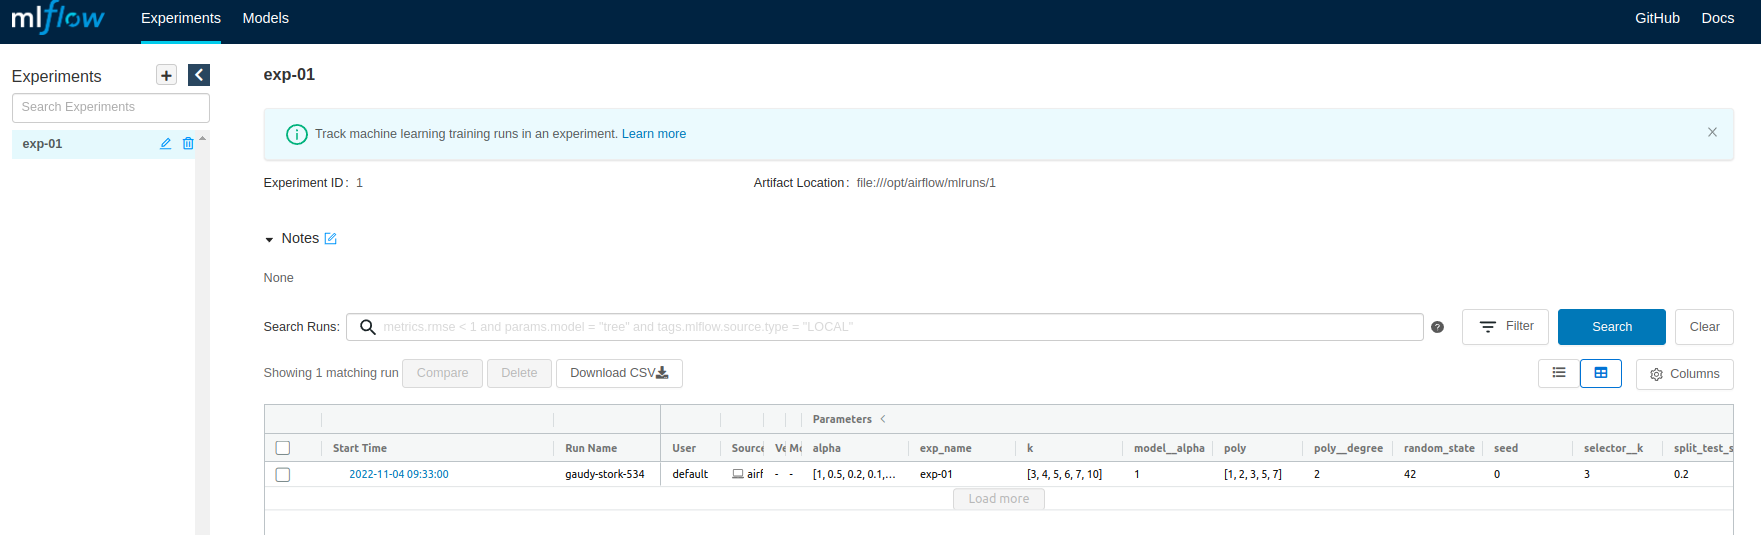 mlflow Experiments Models GitHub Docs
Experiments
Search Experiments
exp-01
exp-01
Track machine learning training runs in an experiment. Learn more
Experiment ID: 1 Artifact Location: file:///opt/airflow/mlruns/1
Notes
None
Search Runs: metrics.rmse < 1 and params.model = "tree" and tags.mlflow.source.type = "LOCAL" ? Filter Search Clear
Showing 1 matching run Compare Delete Download CSV Columns
Parameters
Start Time Run Name User Source Ve Mo alpha exp_name k model__alpha poly poly__degree random_state seed selector__k split_test_s
2022-11-04 09:33:00 gaudy-stork-534 default airf - - [1, 0.5, 0.2, 0.1,... exp-01 [3, 4, 5, 6, 7, 10] 1 [1, 2, 3, 5, 7] 2 42 0 3 0.2
Load more